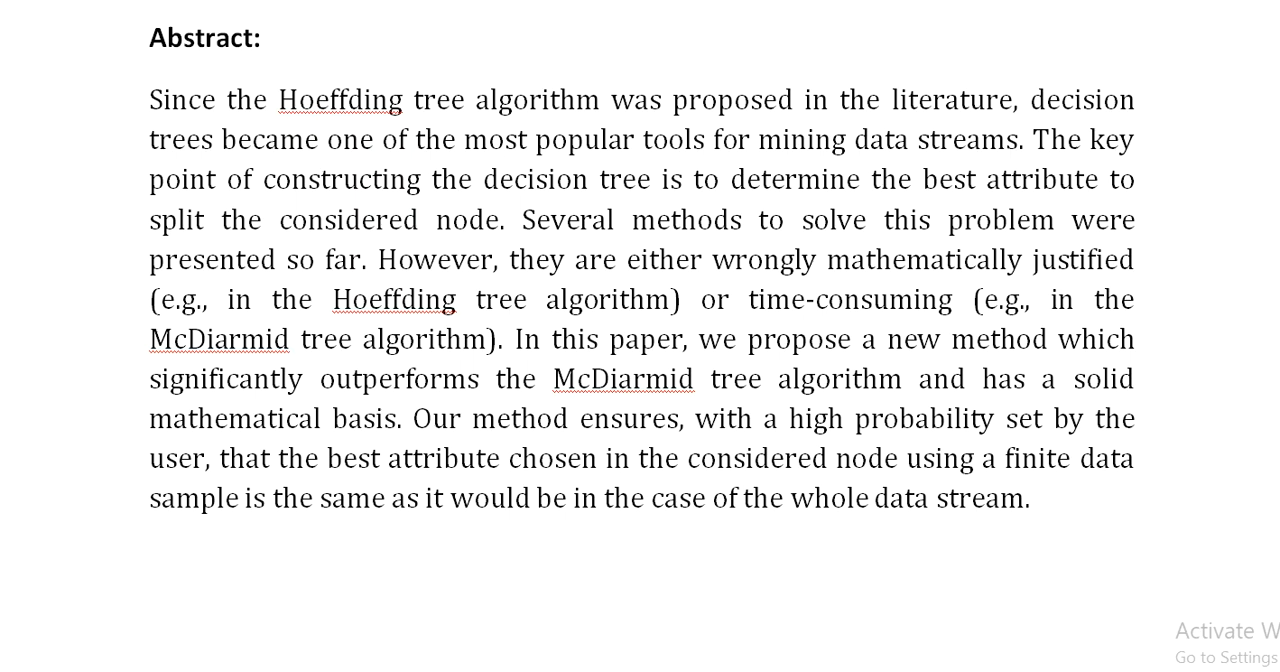 Abstract:
Since the Hoeffding tree algorithm was proposed in the literature, decision
trees became one of the most popular tools for mining data streams. The key
point of constructing the decision tree is to determine the best attribute to
split the considered node. Several methods to solve this problem were
presented so far. However, they are either wrongly mathematically justified
(e.g., in the Hoeffding tree algorithm) or time-consuming (e.g., in the
McDiarmid tree algorithm). In this paper, we propose a new method which
significantly outperforms the McDiarmid tree algorithm and has a solid
mathematical basis. Our method ensures, with a high probability set by the
user, that the best attribute chosen in the considered node using a finite data
sample is the same as it would be in the case of the whole data stream.
Activate W
Go to Settings